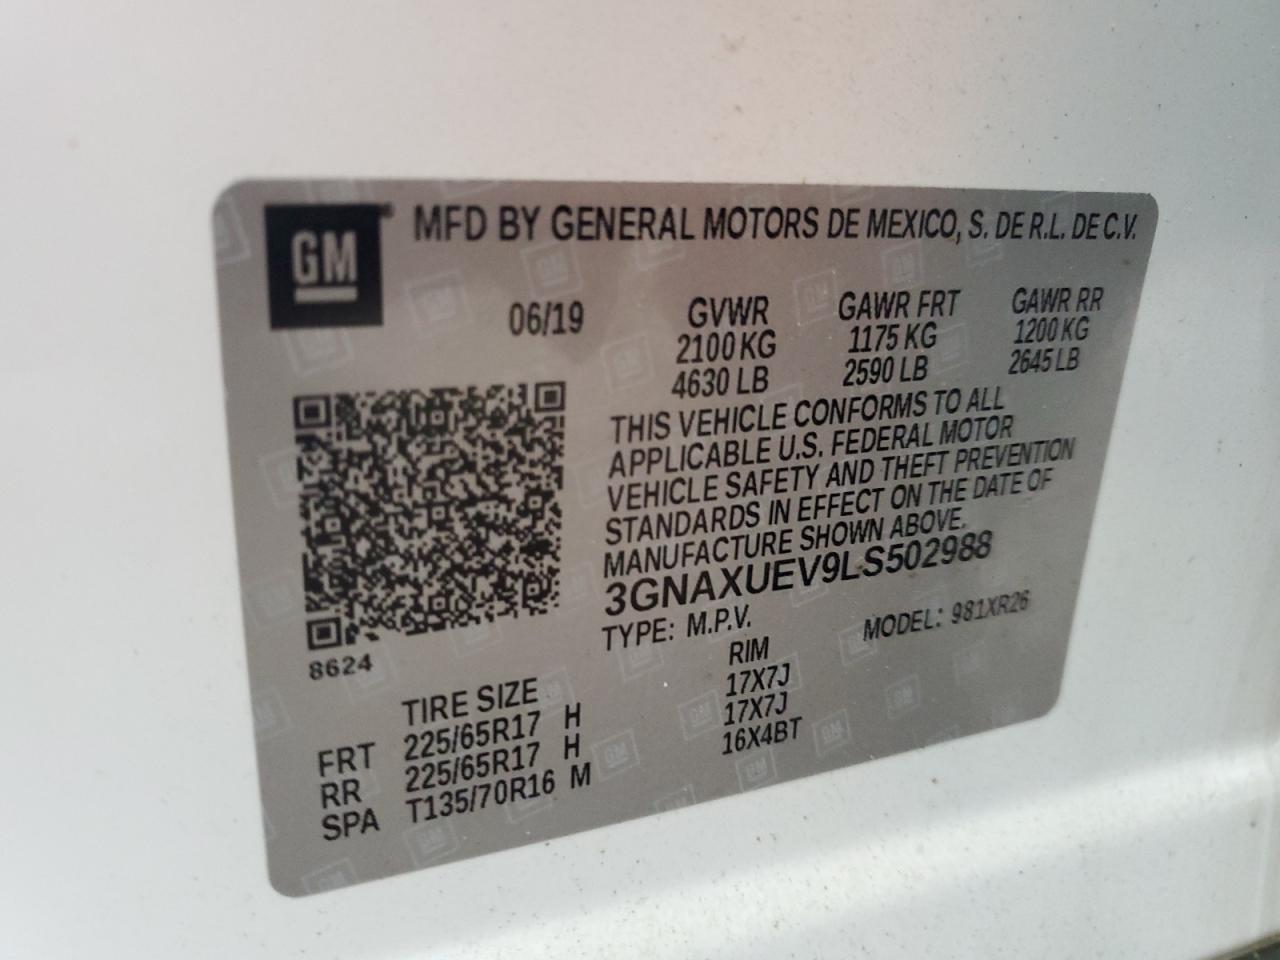 GM
MFD BY GENERAL MOTORS DE MEXICO, S. DE R.L. DE C.V.
06/19
GVWR
2100 KG
4630 LB
GAWR FRT
1175 KG
2590 LB
GAWR RR
1200 KG
2645 LB
THIS VEHICLE CONFORMS TO ALL
APPLICABLE U.S. FEDERAL MOTOR
VEHICLE SAFETY AND THEFT PREVENTION
STANDARDS IN EFFECT ON THE DATE OF
MANUFACTURE SHOWN ABOVE.
3GNAXUEV9LS502988
TYPE: M.P.V. MODEL: 981XR26
8624
TIRE SIZE RIM
FRT 225/65R17 H 17X7J
RR 225/65R17 H 17X7J
SPA T135/70R16 M 16X4BT